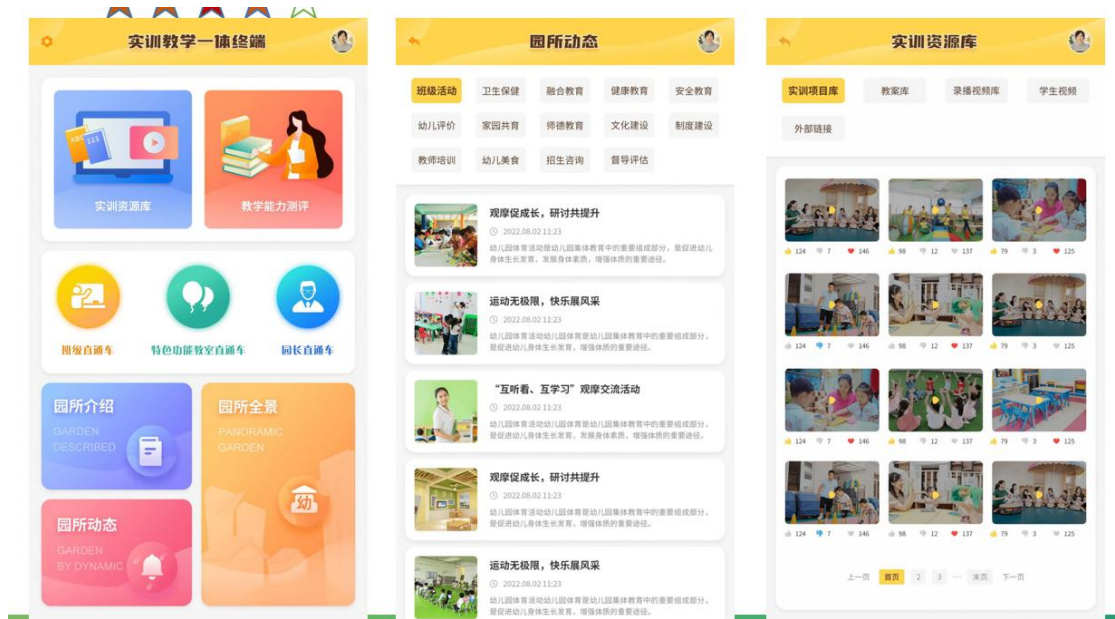 实训教学一体终端
ABC
123
实训资源库
教学能力测评
班级直通车
特色功能教室直通车
园长直通车
园所介绍
GARDEN
DESCRIBED
园所全景
PANORAMIC
GARDEN
幼
园所动态
GARDEN
BY DYNAMIC
园所动态
班级活动 卫生保健 融合教育 健康教育 安全教育
幼儿评价 家园共育 师德教育 文化建设 制度建设
教师培训 幼儿美食 招生咨询 督导评估
观摩促成长，研讨共提升
2022.08.02 11:23
幼儿园体育活动是幼儿园集体教育中的重要组成部分，是促进幼儿
身体生长发育，发展身体素质，增强体质的重要途径。
运动无极限，快乐展风采
2022.08.02 11:23
幼儿园体育活动幼儿园体育是幼儿园集体教育中的重要组成部分，
是促进幼儿身体生长发育，增强体质的重要途径。
“互听看、互学习”观摩交流活动
2022.08.02 11:23
幼儿园体育活动幼儿园体育是幼儿园集体教育中的重要组成部分，
是促进幼儿身体生长发育，发展身体素质，增强体质的重要途径。
观摩促成长，研讨共提升
2022.08.02 11:23
幼儿园体育活动幼儿园体育是幼儿园集体教育中的重要组成部分，
是促进幼儿身体生长发育，增强体质的重要途径。
运动无极限，快乐展风采
2022.08.02 11:23
幼儿园体育活动幼儿园体育是幼儿园集体教育中的重要组成部分，
是促进幼儿身体生长发育，增强体质的重要途径。
实训资源库
实训项目库 教案库 录播视频库 学生视频
外部链接
124 7 146 98 12 137 79 3 125
124 7 146 98 12 137 79 3 125
124 7 146 98 12 137 79 3 125
124 7 146 98 12 137 79 3 125
上一页 首页 2 3 … 末页 下一页